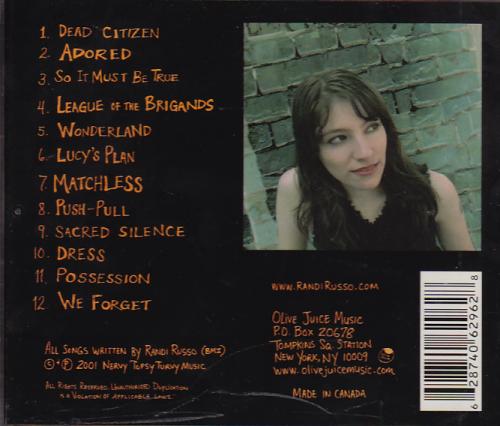 1. Dead Citizen
2. Adored
3. So It Must Be True
4. League of the Brigands
5. Wonderland
6. Lucy's Plan
7. Matchless
8. Push-Pull
9. Sacred Silence
10. Dress
11. Possession
12. We Forget
All Songs written by Randi Russo (BMI)
© + ℗ 2001 Nervy Topsy Turvy Music
All Rights Reserved. Unauthorized Duplication
is a Violation of Applicable Laws.
www.RandiRusso.com
Olive Juice Music
P.O. Box 20678
Tompkins Sq. Station
New York, NY 10009
www.olivejuicemusic.com
Made in Canada
6 28740 62962 8